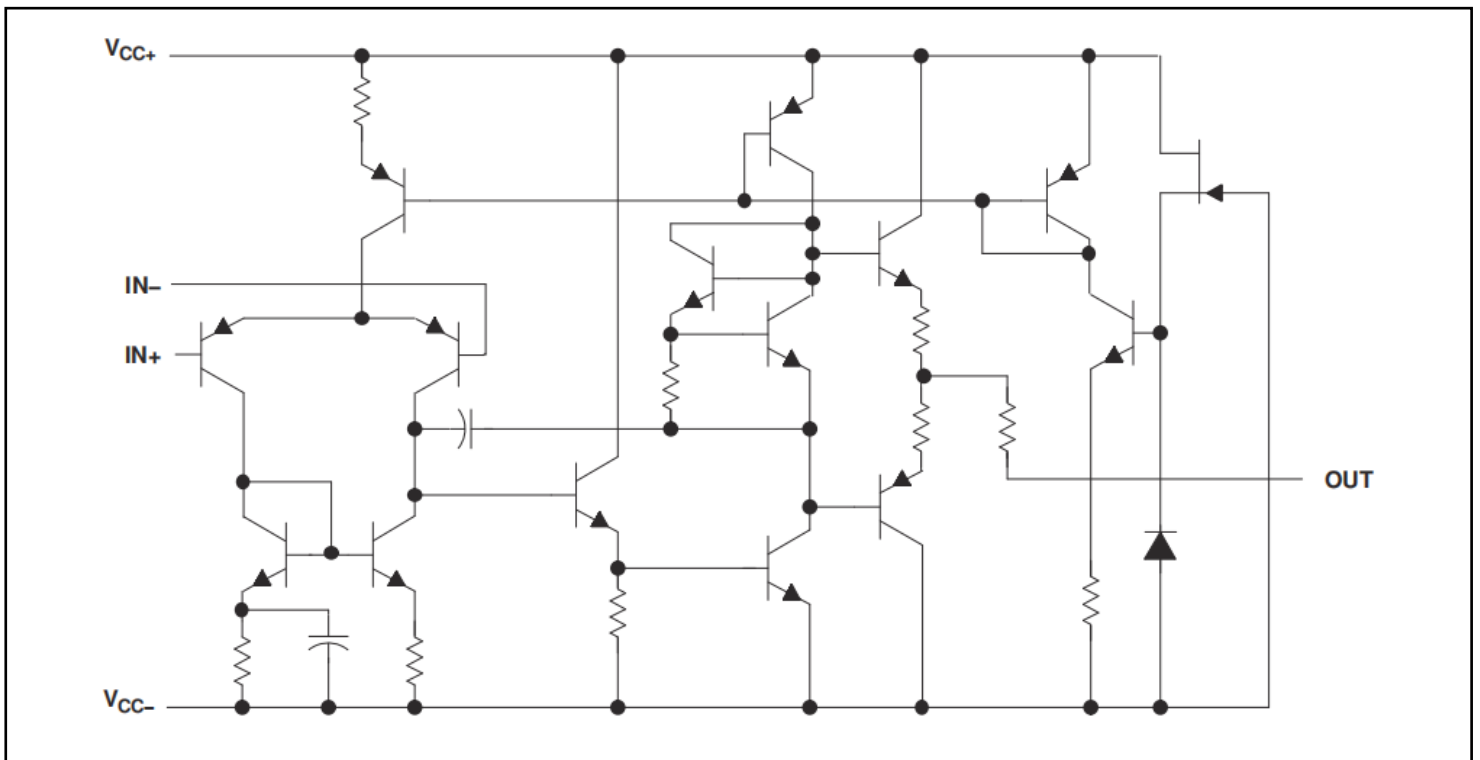 VCC+
IN–
IN+
OUT
VCC–